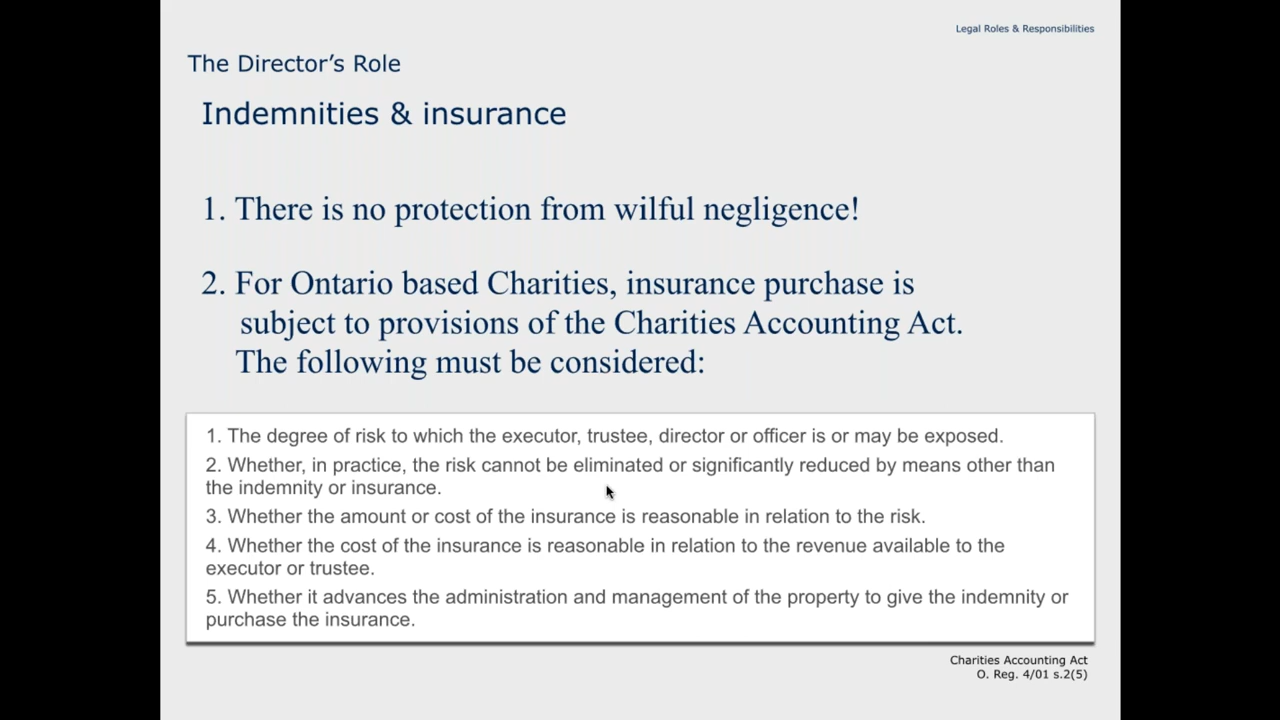 Legal Roles & Responsibilities
The Director’s Role
Indemnities & insurance
1. There is no protection from wilful negligence!
2. For Ontario based Charities, insurance purchase is
subject to provisions of the Charities Accounting Act.
The following must be considered:
1. The degree of risk to which the executor, trustee, director or officer is or may be exposed.
2. Whether, in practice, the risk cannot be eliminated or significantly reduced by means other than
the indemnity or insurance.
3. Whether the amount or cost of the insurance is reasonable in relation to the risk.
4. Whether the cost of the insurance is reasonable in relation to the revenue available to the
executor or trustee.
5. Whether it advances the administration and management of the property to give the indemnity or
purchase the insurance.
Charities Accounting Act
O. Reg. 4/01 s.2(5)